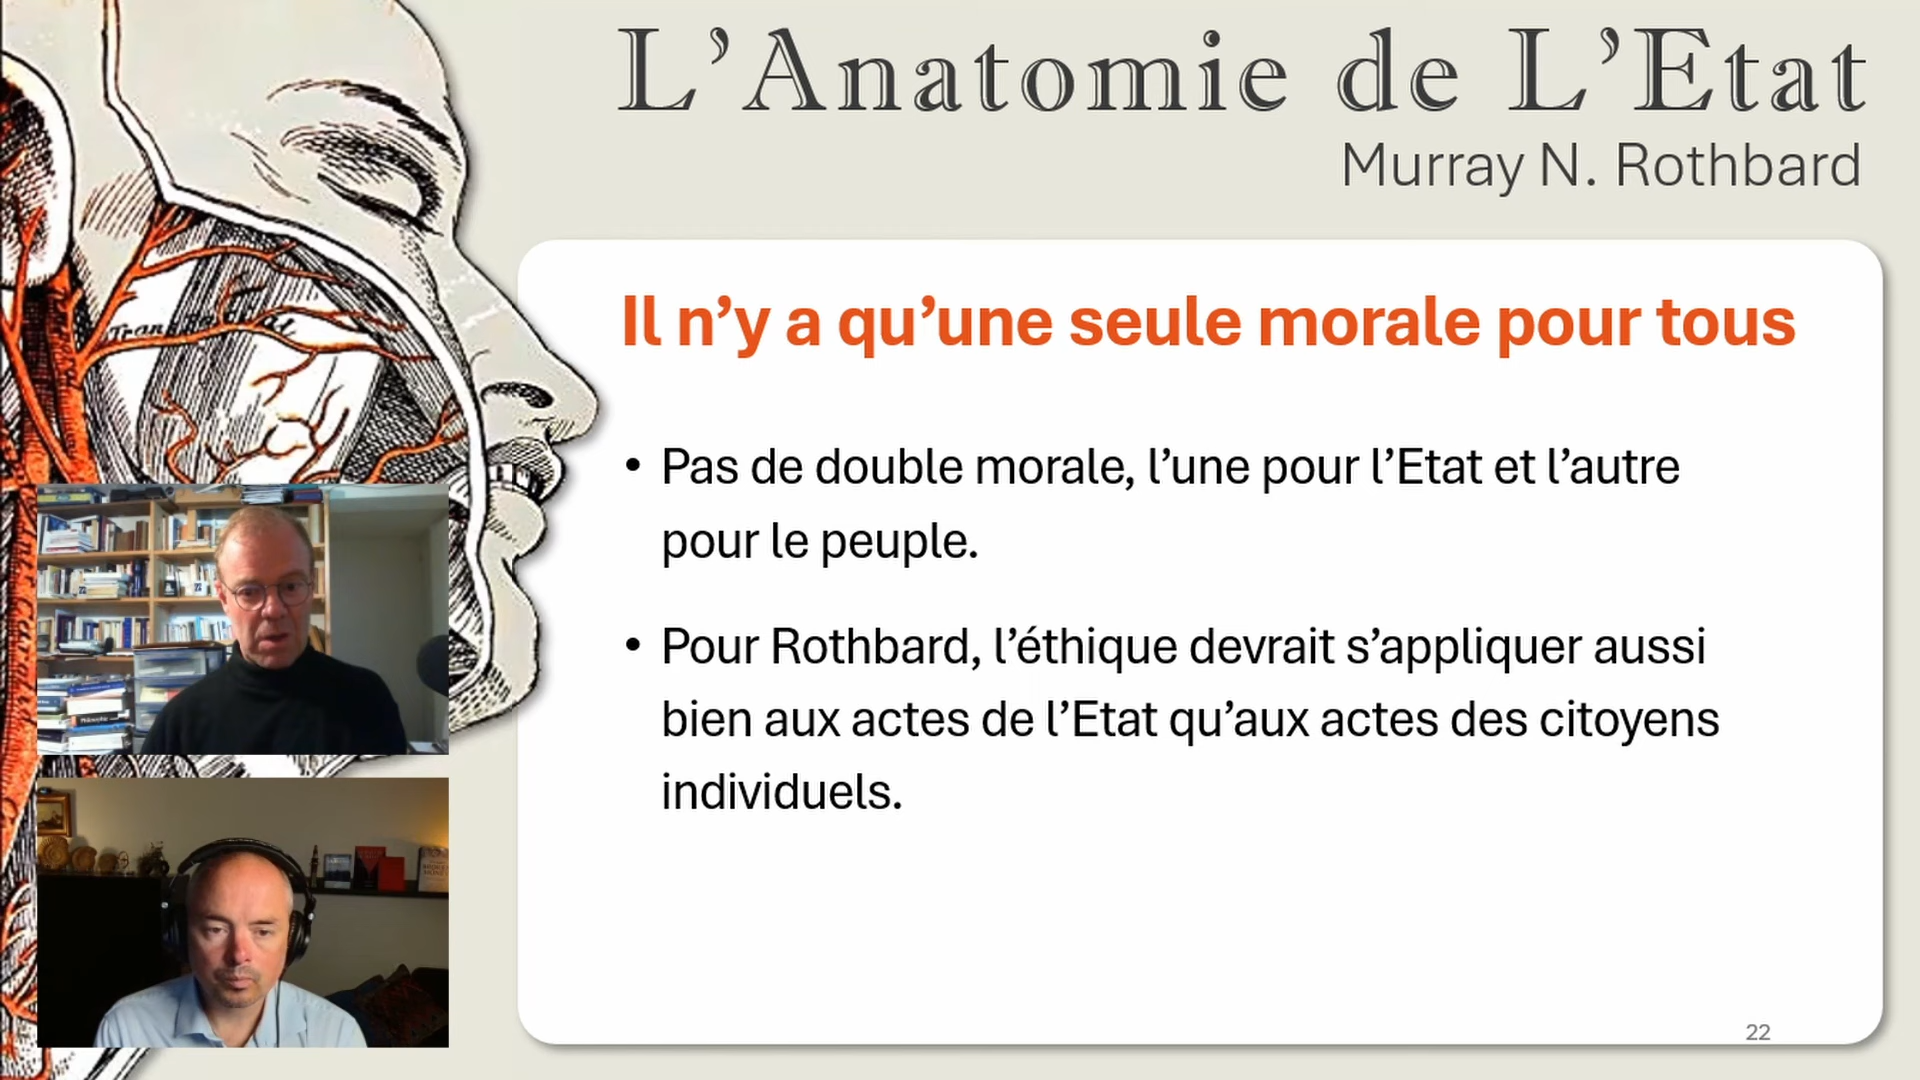 L’Anatomie de L’Etat
Murray N. Rothbard
Il n’y a qu’une seule morale pour tous
• Pas de double morale, l’une pour l’Etat et l’autre
pour le peuple.
• Pour Rothbard, l’éthique devrait s’appliquer aussi
bien aux actes de l’Etat qu’aux actes des citoyens
individuels.
22